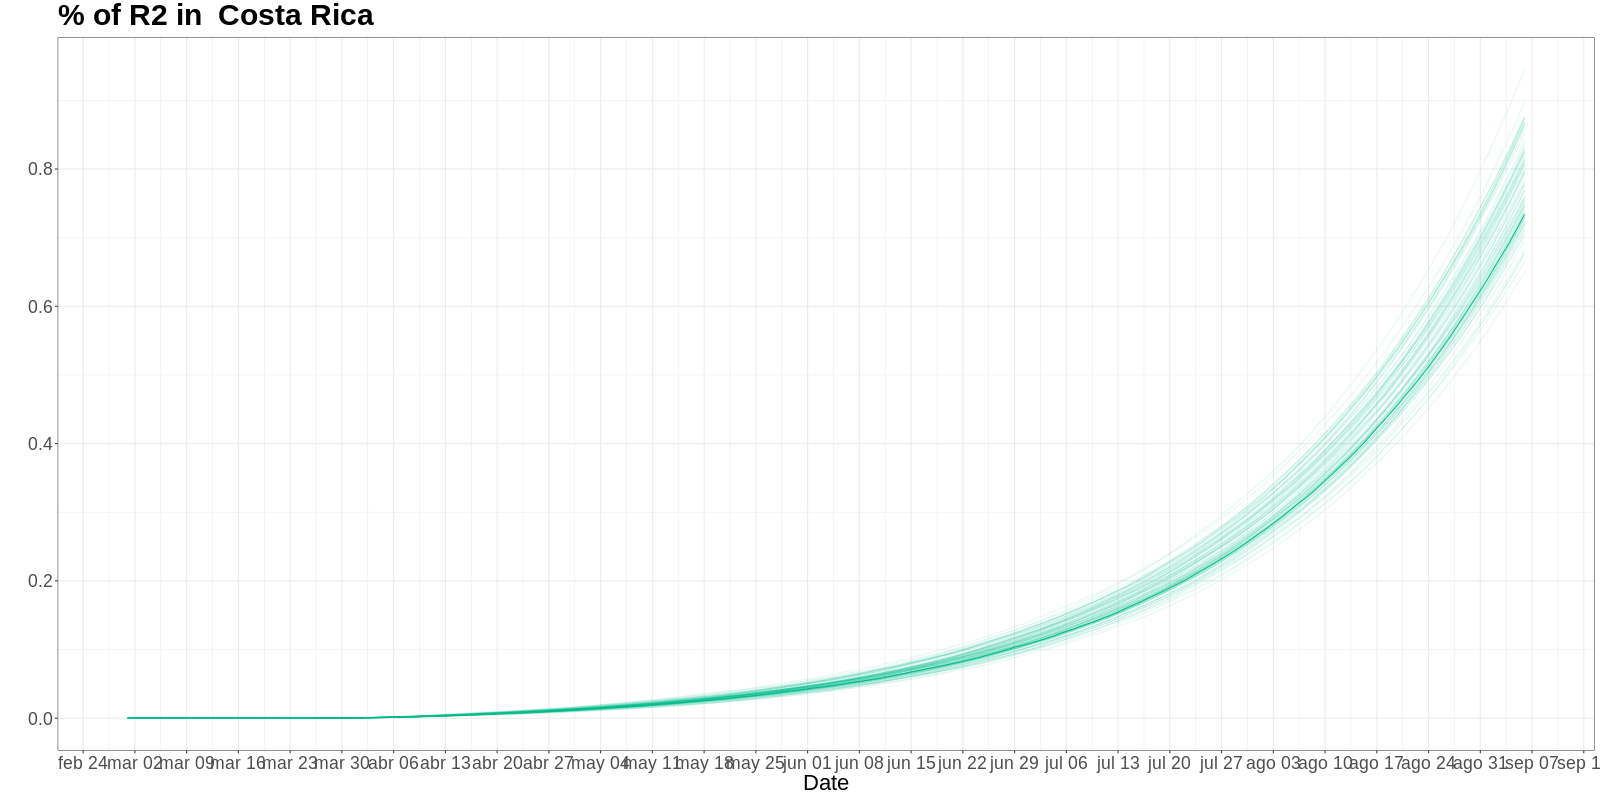 % of R2 in  Costa Rica
0.8
0.6
0.4
0.2
0.0
feb 24 mar 02 mar 09 mar 16 mar 23 mar 30 abr 06 abr 13 abr 20 abr 27 may 04 may 11 may 18 may 25 jun 01 jun 08 jun 15 jun 22 jun 29 jul 06 jul 13 jul 20 jul 27 ago 03 ago 10 ago 17 ago 24 ago 31 sep 07 sep 1
Date